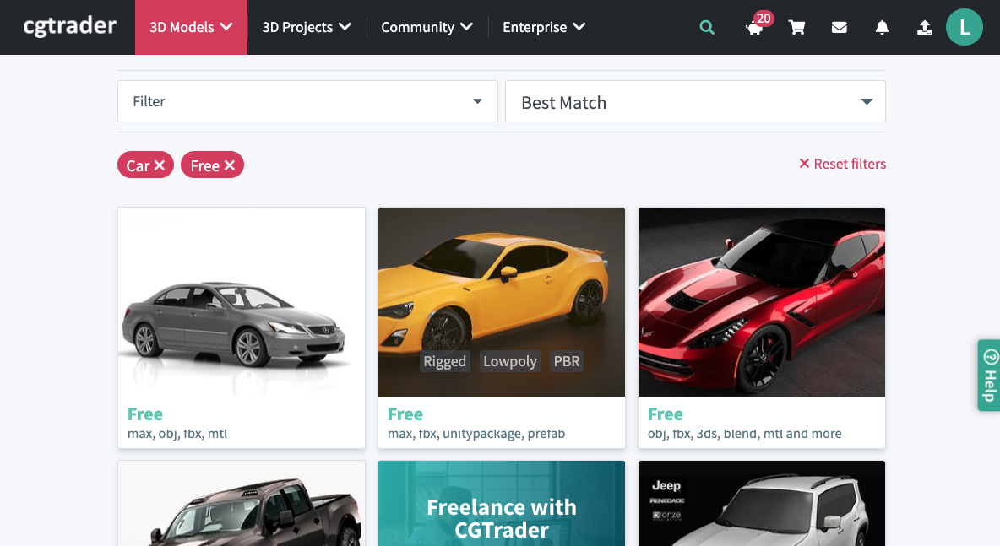 cgtrader
3D Models
3D Projects
Community
Enterprise
20
L
Filter
Best Match
Car
Free
Reset filters
Rigged Lowpoly PBR
Free
max, obj, fbx, mtl
Free
max, fbx, unitypackage, prefab
Free
obj, fbx, 3ds, blend, mtl and more
Help
Freelance with
CGTrader
Jeep
RENEGADE